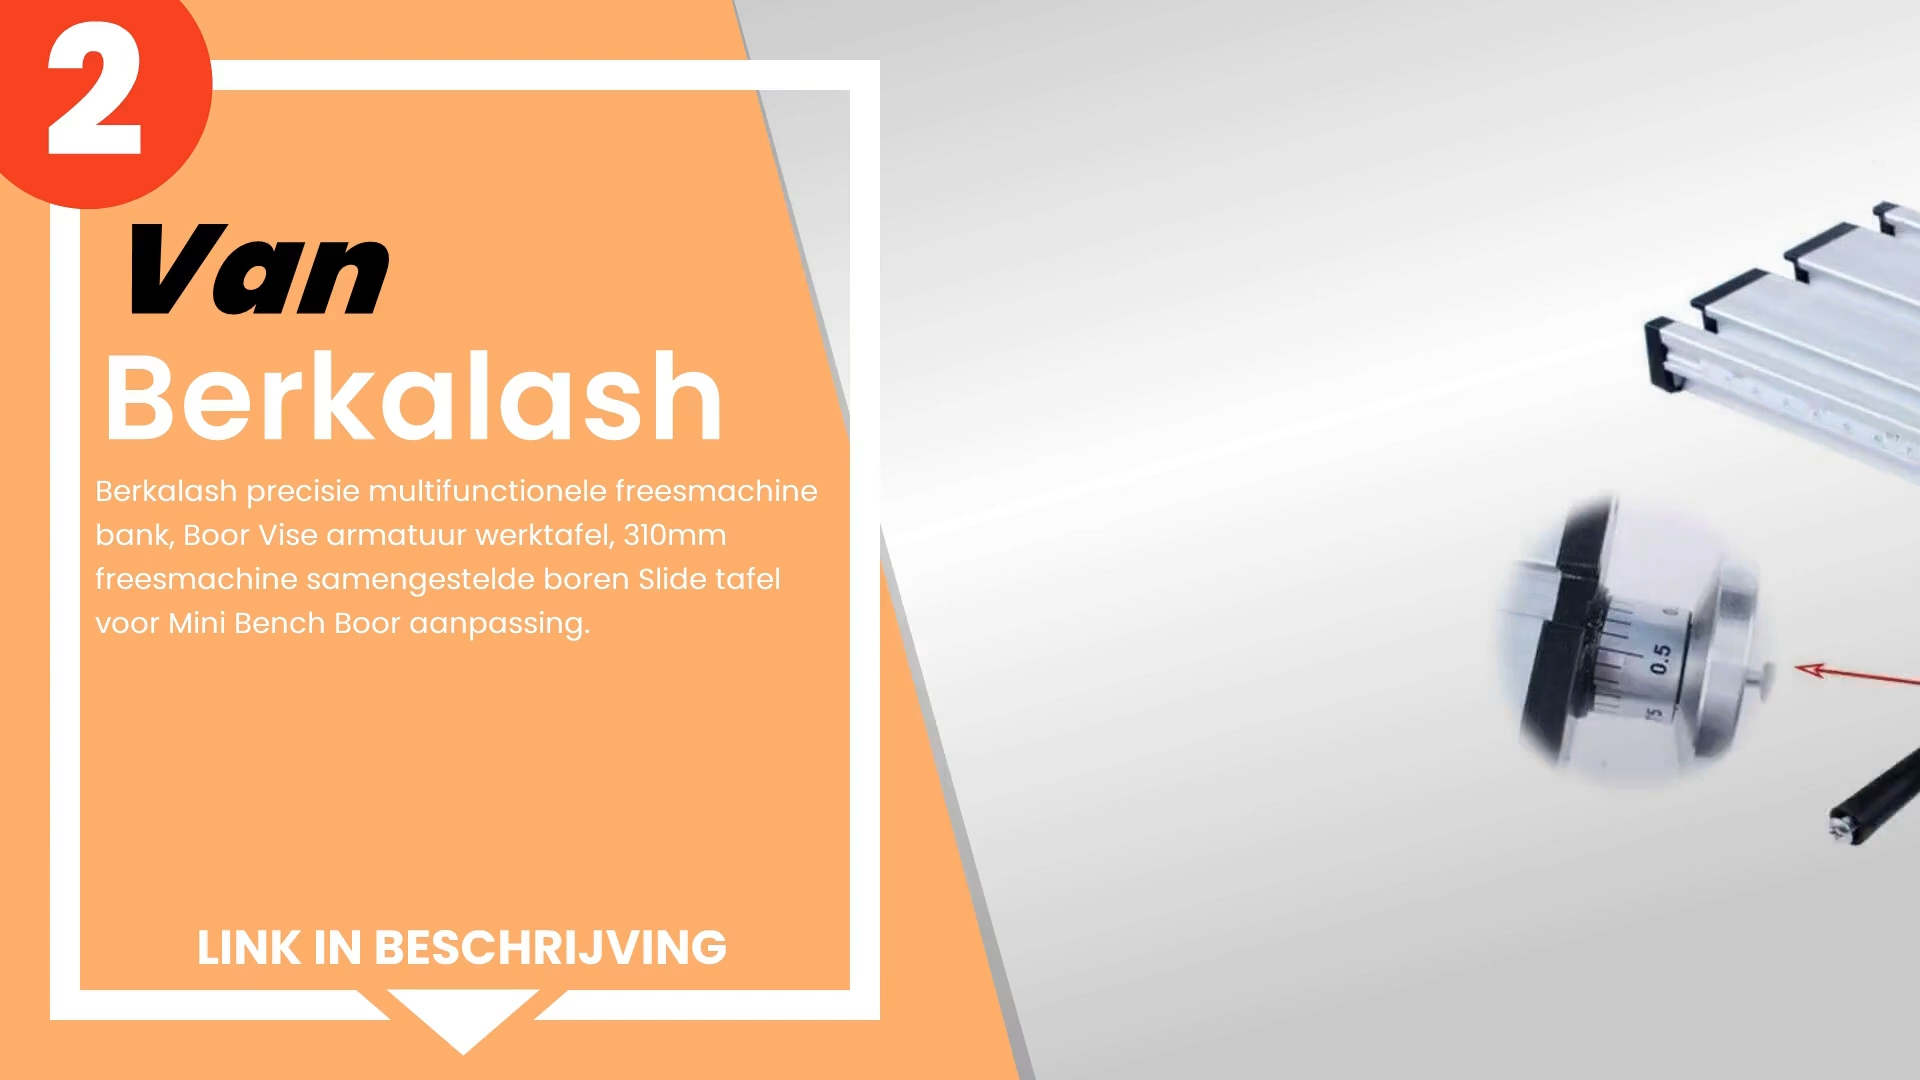 2
Van
Berkalash
Berkalash precisie multifunctionele freesmachine
bank, Boor Vise armatuur werktafel, 310mm
freesmachine samengestelde boren Slide tafel
voor Mini Bench Boor aanpassing.
LINK IN BESCHRIJVING
0.5